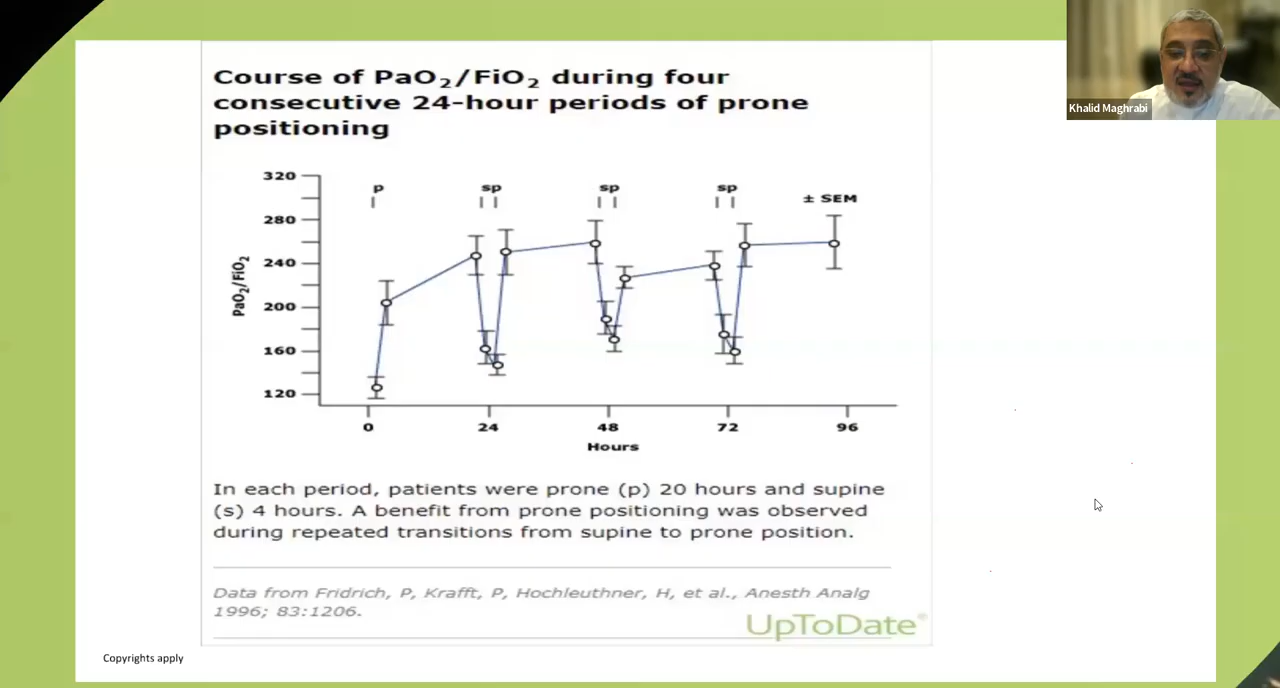 Course of PaO₂/FiO₂ during four
consecutive 24-hour periods of prone
positioning
Khalid Maghrabi
320
280
240
200
160
120
PaO₂/FiO₂
p
sp
sp
sp
± SEM
0
24
48
72
96
Hours
In each period, patients were prone (p) 20 hours and supine
(s) 4 hours. A benefit from prone positioning was observed
during repeated transitions from supine to prone position.
Data from Fridrich, P, Krafft, P, Hochleuthner, H, et al., Anesth Analg
1996; 83:1206.
UpToDate®
Copyrights apply